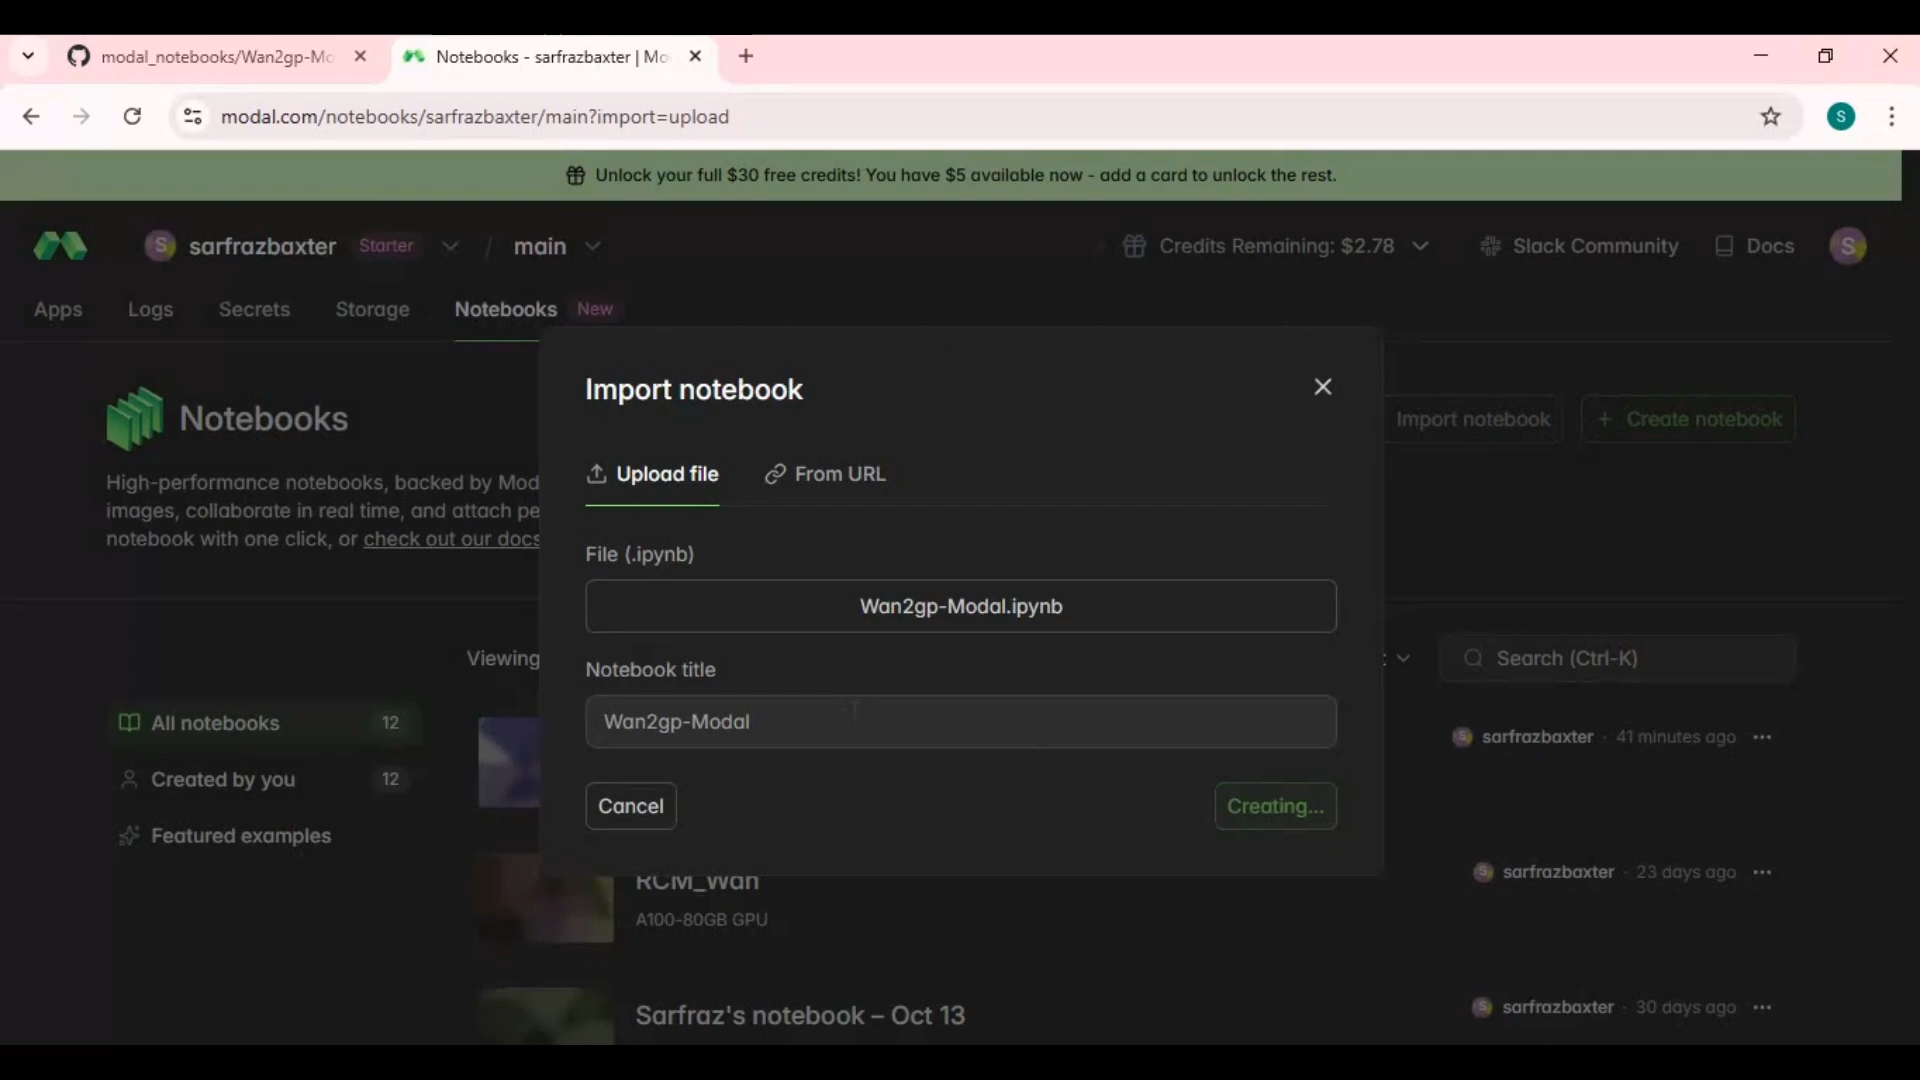 modal_notebooks/Wan2gp-Mo
Notebooks - sarfrazbaxter | Mo
modal.com/notebooks/sarfrazbaxter/main?import=upload
S
Unlock your full $30 free credits! You have $5 available now - add a card to unlock the rest.
S sarfrazbaxter Starter / main Credits Remaining: $2.78 Slack Community Docs S
Apps Logs Secrets Storage Notebooks New
Import notebook
Notebooks
Import notebook + Create notebook
Upload file From URL
High-performance notebooks, backed by Mod
images, collaborate in real time, and attach pe
notebook with one click, or check out our docs
File (.ipynb)
Wan2gp-Modal.ipynb
Viewing
Notebook title
Search (Ctrl-K)
Wan2gp-Modal
All notebooks 12
S sarfrazbaxter · 41 minutes ago
Created by you 12
Cancel Creating...
Featured examples
RCM_Wan
A100-80GB GPU
S sarfrazbaxter · 23 days ago
Sarfraz's notebook – Oct 13
S sarfrazbaxter · 30 days ago